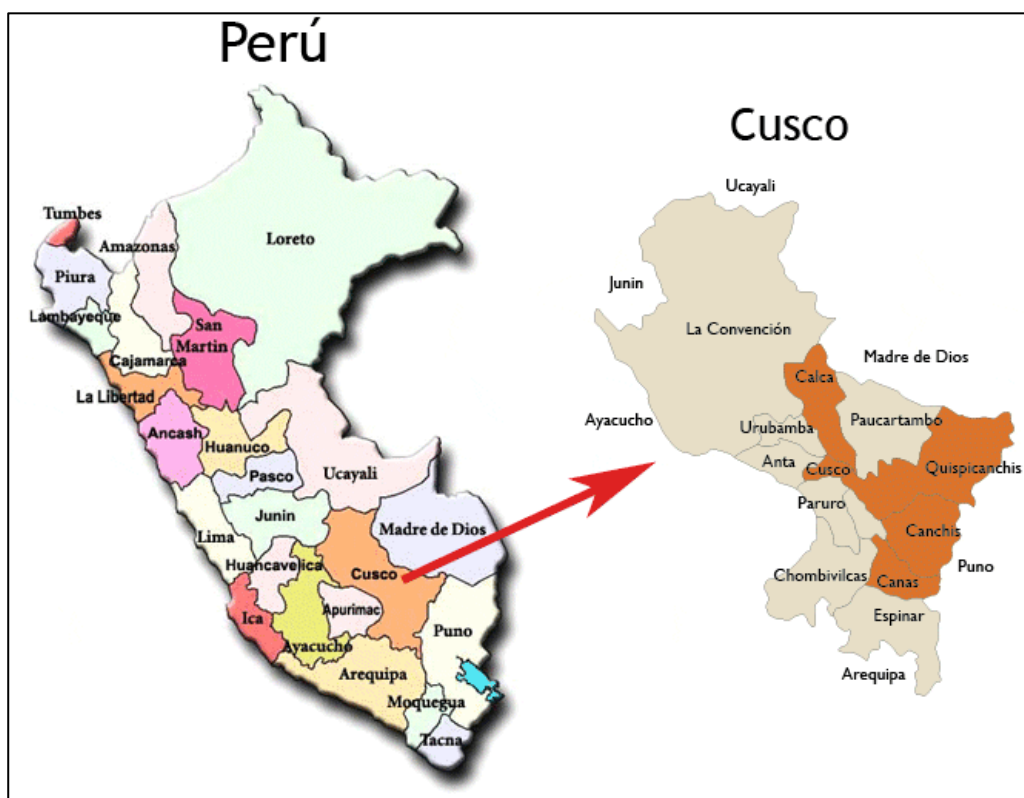 Perú
Tumbes
Amazonas
Loreto
Piura
Lambayeque
San
Martin
Cajamarca
La Libertad
Ancash
Huanuco
Pasco
Ucayali
Junin
Lima
Madre de Dios
Huancavelica
Cusco
Ica
Apurimac
Ayacucho
Puno
Arequipa
Moquegua
Tacna
Cusco
Ucayali
Junin
La Convención
Madre de Dios
Calca
Ayacucho
Urubamba
Paucartambo
Anta
Cusco
Quispicanchis
Paruro
Canchis
Puno
Chombivilcas
Canas
Espinar
Arequipa